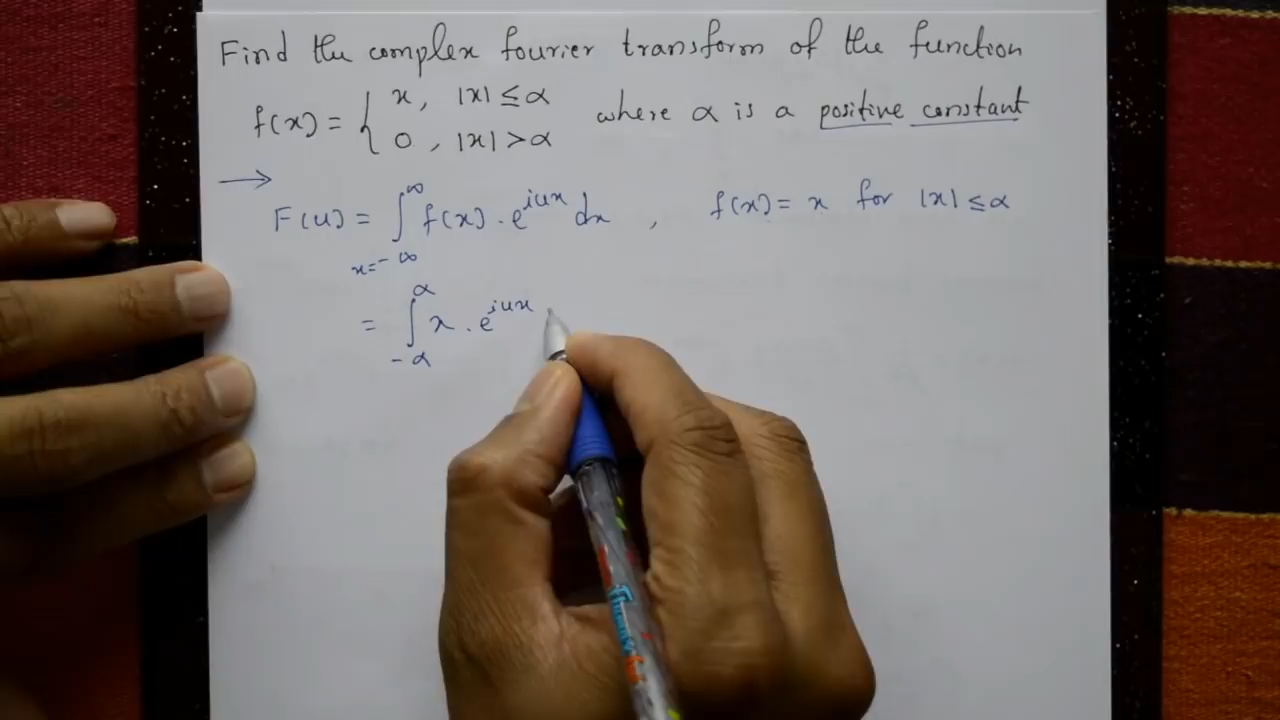 Find the complex fourier transform of the function
f(x) = { x, |x| ≤ α
0, |x| > α where α is a positive constant
→
F(u) = ∫_{x=-∞}^{∞} f(x) . e^{iux} dx , f(x) = x for |x| ≤ α
= ∫_{-α}^{α} x . e^{iux}